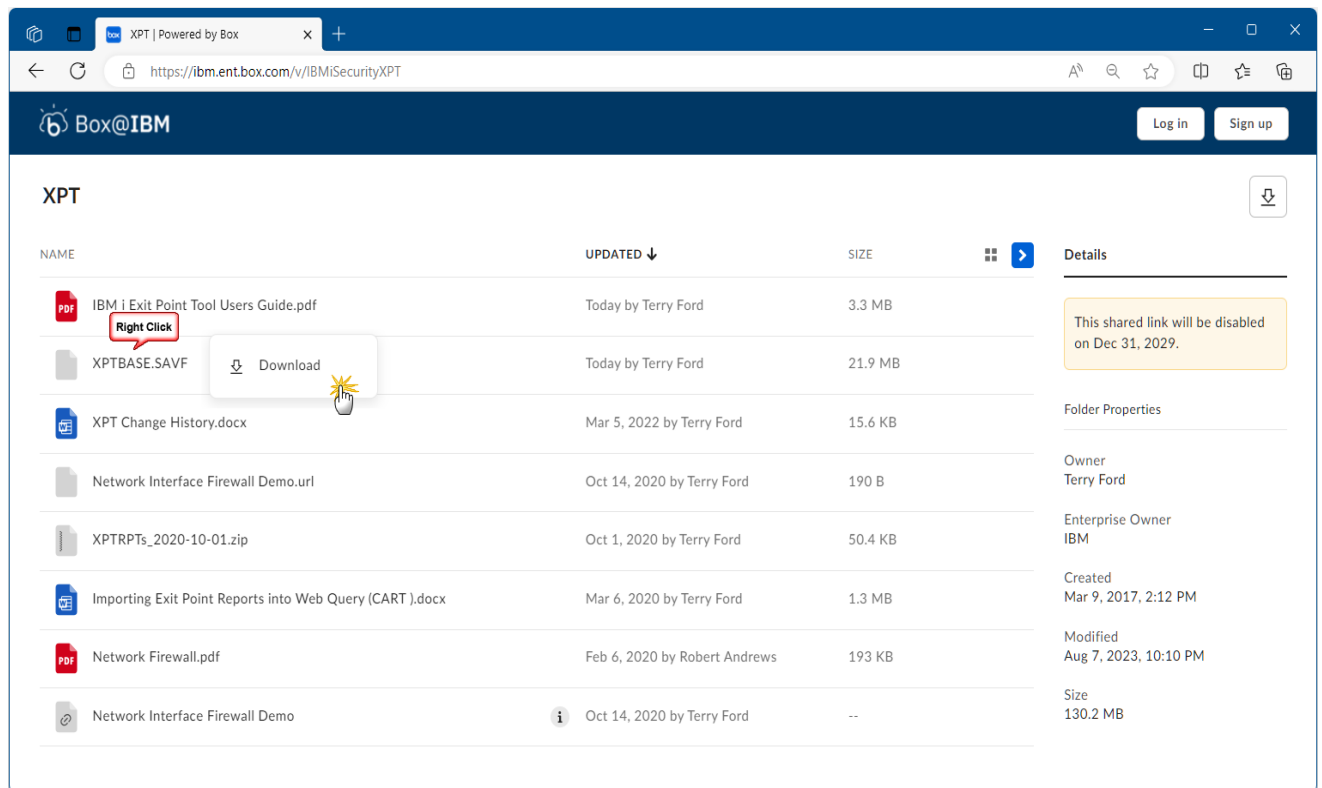 XPT | Powered by Box
https://ibm.ent.box.com/v/IBMiSecurityXPT
Box@IBM
Log in
Sign up
XPT
NAME UPDATED SIZE
IBM i Exit Point Tool Users Guide.pdf Today by Terry Ford 3.3 MB
Right Click
XPTBASE.SAVF Today by Terry Ford 21.9 MB
Download
XPT Change History.docx Mar 5, 2022 by Terry Ford 15.6 KB
Network Interface Firewall Demo.url Oct 14, 2020 by Terry Ford 190 B
XPTRPTs_2020-10-01.zip Oct 1, 2020 by Terry Ford 50.4 KB
Importing Exit Point Reports into Web Query (CART ).docx Mar 6, 2020 by Terry Ford 1.3 MB
Network Firewall.pdf Feb 6, 2020 by Robert Andrews 193 KB
Network Interface Firewall Demo Oct 14, 2020 by Terry Ford --
Details
This shared link will be disabled
on Dec 31, 2029.
Folder Properties
Owner
Terry Ford
Enterprise Owner
IBM
Created
Mar 9, 2017, 2:12 PM
Modified
Aug 7, 2023, 10:10 PM
Size
130.2 MB